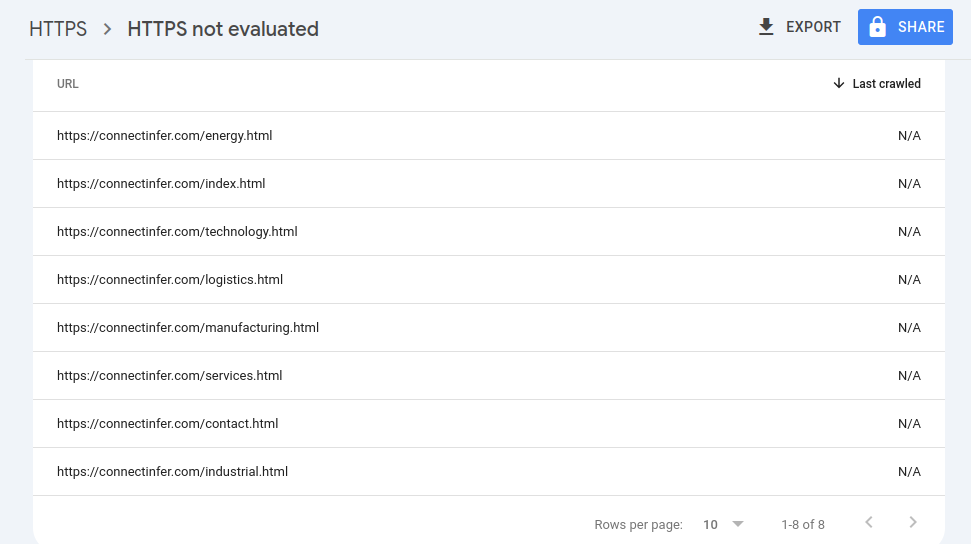 HTTPS > HTTPS not evaluated EXPORT SHARE
URL Last crawled
https://connectinfer.com/energy.html N/A
https://connectinfer.com/index.html N/A
https://connectinfer.com/technology.html N/A
https://connectinfer.com/logistics.html N/A
https://connectinfer.com/manufacturing.html N/A
https://connectinfer.com/services.html N/A
https://connectinfer.com/contact.html N/A
https://connectinfer.com/industrial.html N/A
Rows per page: 10 1-8 of 8